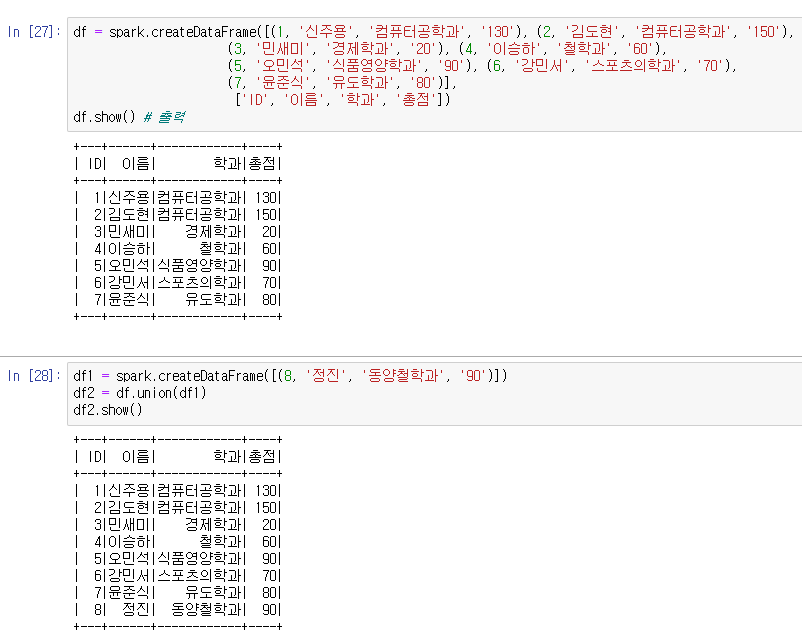 In [27]: df = spark.createDataFrame([(1, '신주용', '컴퓨터공학과', '130'), (2, '김도현', '컴퓨터공학과', '150'),
(3, '민새미', '경제학과', '20'), (4, '이승하', '철학과', '60'),
(5, '오민석', '식품영양학과', '90'), (6, '강민서', '스포츠의학과', '70'),
(7, '윤준식', '유도학과', '80')],
['ID', '이름', '학과', '총점'])
df.show() # 출력
+---+------+------------+----+
| ID|  이름|        학과|총점|
+---+------+------------+----+
|  1|신주용|컴퓨터공학과| 130|
|  2|김도현|컴퓨터공학과| 150|
|  3|민새미|    경제학과|  20|
|  4|이승하|      철학과|  60|
|  5|오민석|식품영양학과|  90|
|  6|강민서|스포츠의학과|  70|
|  7|윤준식|    유도학과|  80|
+---+------+------------+----+
In [28]: df1 = spark.createDataFrame([(8, '정진', '동양철학과', '90')])
df2 = df.union(df1)
df2.show()
+---+------+------------+----+
| ID|  이름|        학과|총점|
+---+------+------------+----+
|  1|신주용|컴퓨터공학과| 130|
|  2|김도현|컴퓨터공학과| 150|
|  3|민새미|    경제학과|  20|
|  4|이승하|      철학과|  60|
|  5|오민석|식품영양학과|  90|
|  6|강민서|스포츠의학과|  70|
|  7|윤준식|    유도학과|  80|
|  8|  정진|  동양철학과|  90|
+---+------+------------+----+